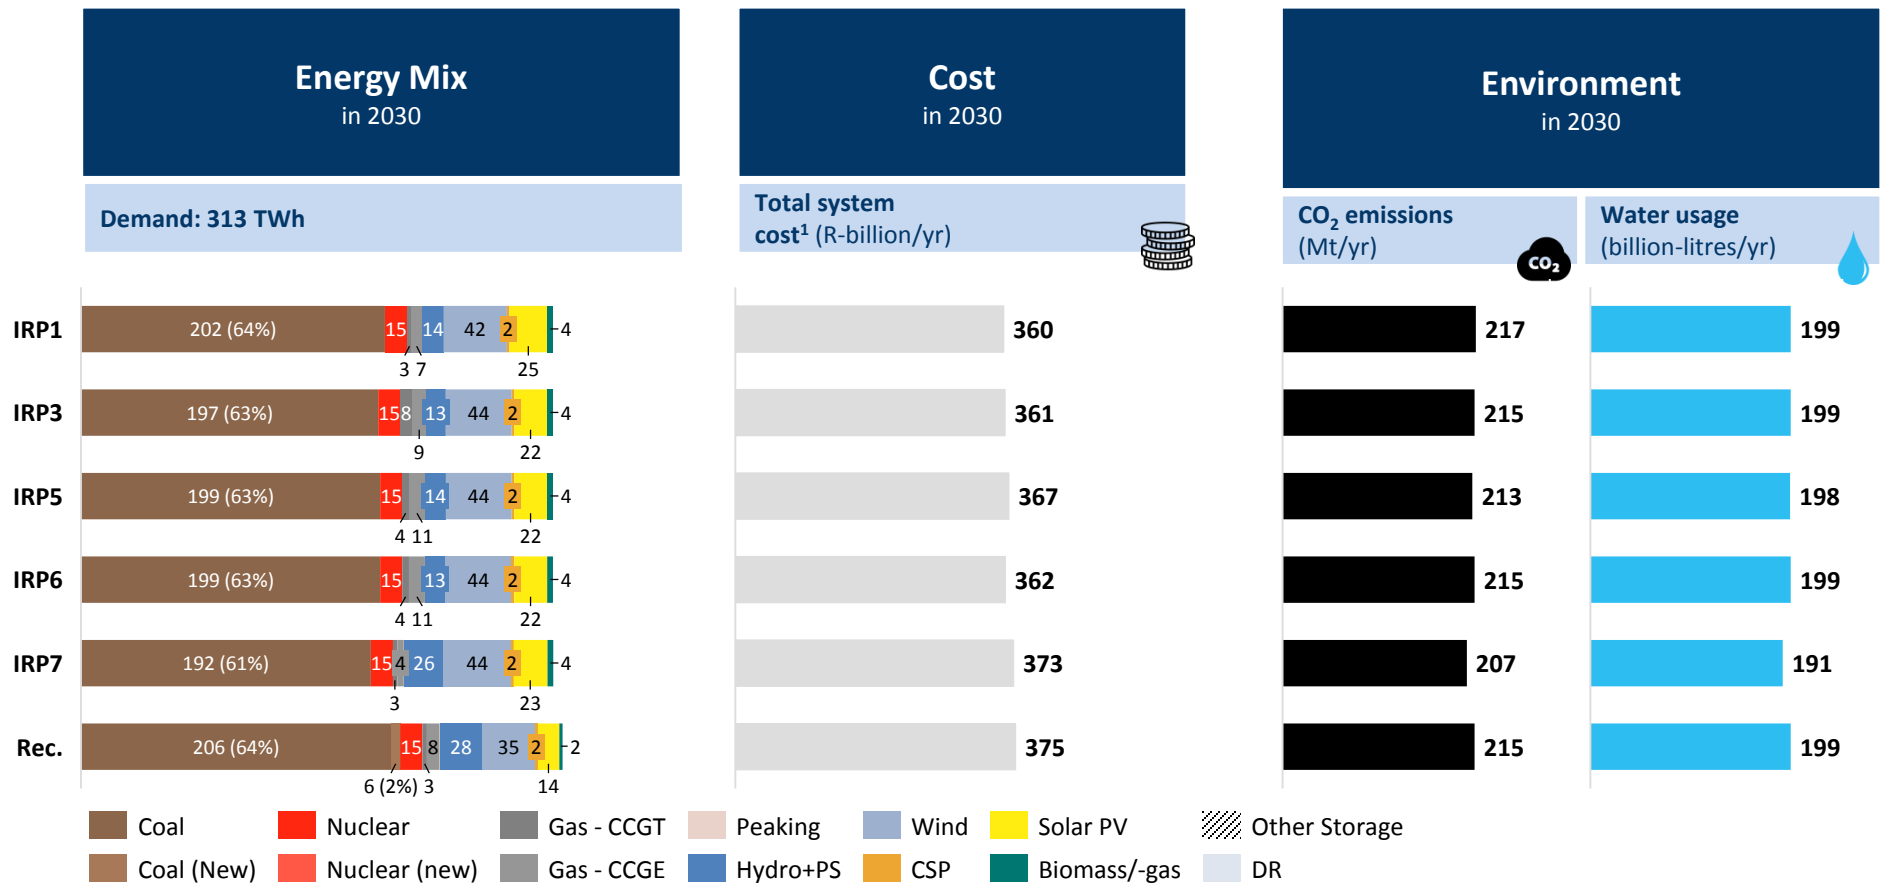 Energy Mix
in 2030
Cost
in 2030
Environment
in 2030
Demand: 313 TWh
Total system
cost¹ (R-billion/yr)
CO₂ emissions
(Mt/yr)
CO₂
Water usage
(billion-litres/yr)
IRP1 202 (64%) 15 14 42 2 4 360 217 199
3 7 25
IRP3 197 (63%) 15 8 13 44 2 4 361 215 199
9 22
IRP5 199 (63%) 15 14 44 2 4 367 213 198
4 11 22
IRP6 199 (63%) 15 13 44 2 4 362 215 199
4 11 22
IRP7 192 (61%) 15 4 26 44 2 4 373 207 191
3 23
Rec. 206 (64%) 15 8 28 35 2 2 375 215 199
6 (2%) 3 14
Coal Nuclear Gas - CCGT Peaking Wind Solar PV Other Storage
Coal (New) Nuclear (new) Gas - CCGE Hydro+PS CSP Biomass/-gas DR